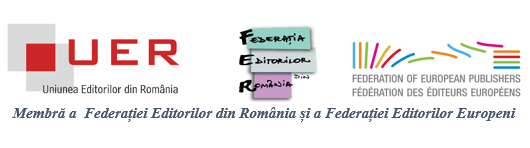 UER
Uniunea Editorilor din România
FEDERAȚIA
EDITORILOR
DIN
ROMÂNIA
FEDERATION OF EUROPEAN PUBLISHERS
FÉDÉRATION DES ÉDITEURS EUROPÉENS
Membră a Federației Editorilor din România și a Federației Editorilor Europeni